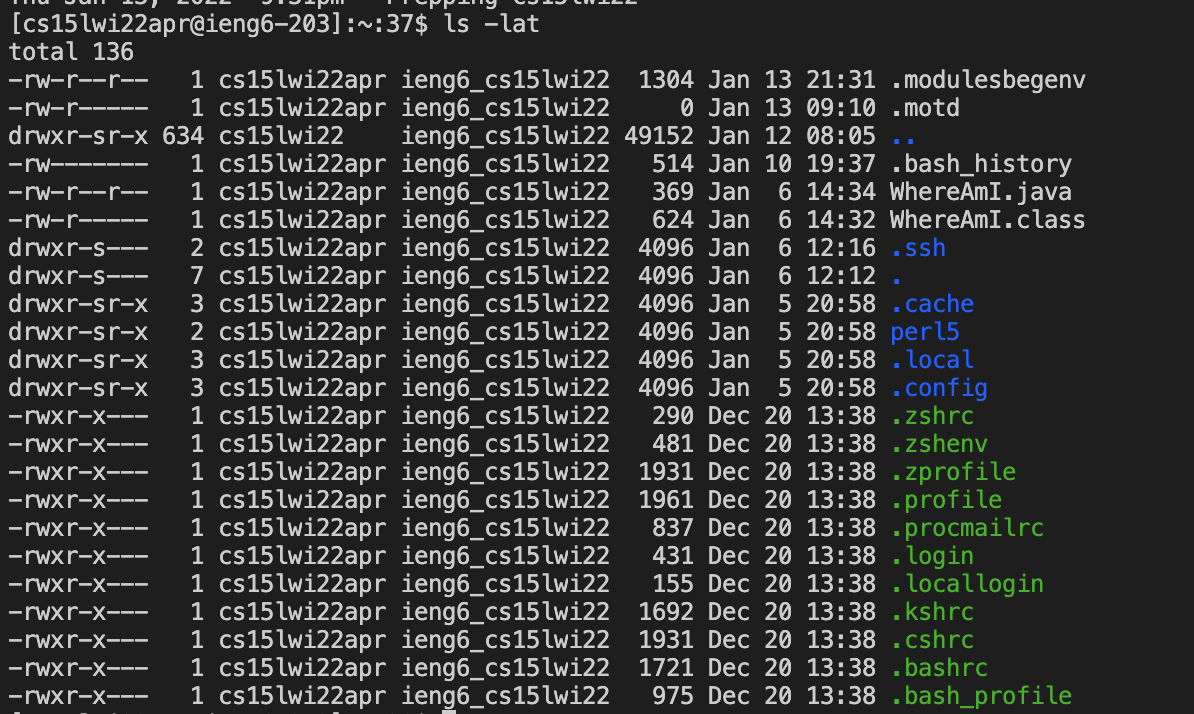 Thu Jan 13, 2022 9:31pm - Prepping cs15lwi22
[cs15lwi22apr@ieng6-203]:~:37$ ls -lat
total 136
-rw-r--r--   1 cs15lwi22apr ieng6_cs15lwi22  1304 Jan 13 21:31 .modulesbegenv
-rw-r-----   1 cs15lwi22apr ieng6_cs15lwi22     0 Jan 13 09:10 .motd
drwxr-sr-x 634 cs15lwi22    ieng6_cs15lwi22 49152 Jan 12 08:05 ..
-rw-------   1 cs15lwi22apr ieng6_cs15lwi22   514 Jan 10 19:37 .bash_history
-rw-r--r--   1 cs15lwi22apr ieng6_cs15lwi22   369 Jan  6 14:34 WhereAmI.java
-rw-r-----   1 cs15lwi22apr ieng6_cs15lwi22   624 Jan  6 14:32 WhereAmI.class
drwxr-s---   2 cs15lwi22apr ieng6_cs15lwi22  4096 Jan  6 12:16 .ssh
drwxr-s---   7 cs15lwi22apr ieng6_cs15lwi22  4096 Jan  6 12:12 .
drwxr-sr-x   3 cs15lwi22apr ieng6_cs15lwi22  4096 Jan  5 20:58 .cache
drwxr-sr-x   2 cs15lwi22apr ieng6_cs15lwi22  4096 Jan  5 20:58 perl5
drwxr-sr-x   3 cs15lwi22apr ieng6_cs15lwi22  4096 Jan  5 20:58 .local
drwxr-sr-x   3 cs15lwi22apr ieng6_cs15lwi22  4096 Jan  5 20:58 .config
-rwxr-x---   1 cs15lwi22apr ieng6_cs15lwi22   290 Dec 20 13:38 .zshrc
-rwxr-x---   1 cs15lwi22apr ieng6_cs15lwi22   481 Dec 20 13:38 .zshenv
-rwxr-x---   1 cs15lwi22apr ieng6_cs15lwi22  1931 Dec 20 13:38 .zprofile
-rwxr-x---   1 cs15lwi22apr ieng6_cs15lwi22  1961 Dec 20 13:38 .profile
-rwxr-x---   1 cs15lwi22apr ieng6_cs15lwi22   837 Dec 20 13:38 .procmailrc
-rwxr-x---   1 cs15lwi22apr ieng6_cs15lwi22   431 Dec 20 13:38 .login
-rwxr-x---   1 cs15lwi22apr ieng6_cs15lwi22   155 Dec 20 13:38 .locallogin
-rwxr-x---   1 cs15lwi22apr ieng6_cs15lwi22  1692 Dec 20 13:38 .kshrc
-rwxr-x---   1 cs15lwi22apr ieng6_cs15lwi22  1931 Dec 20 13:38 .cshrc
-rwxr-x---   1 cs15lwi22apr ieng6_cs15lwi22  1721 Dec 20 13:38 .bashrc
-rwxr-x---   1 cs15lwi22apr ieng6_cs15lwi22   975 Dec 20 13:38 .bash_profile